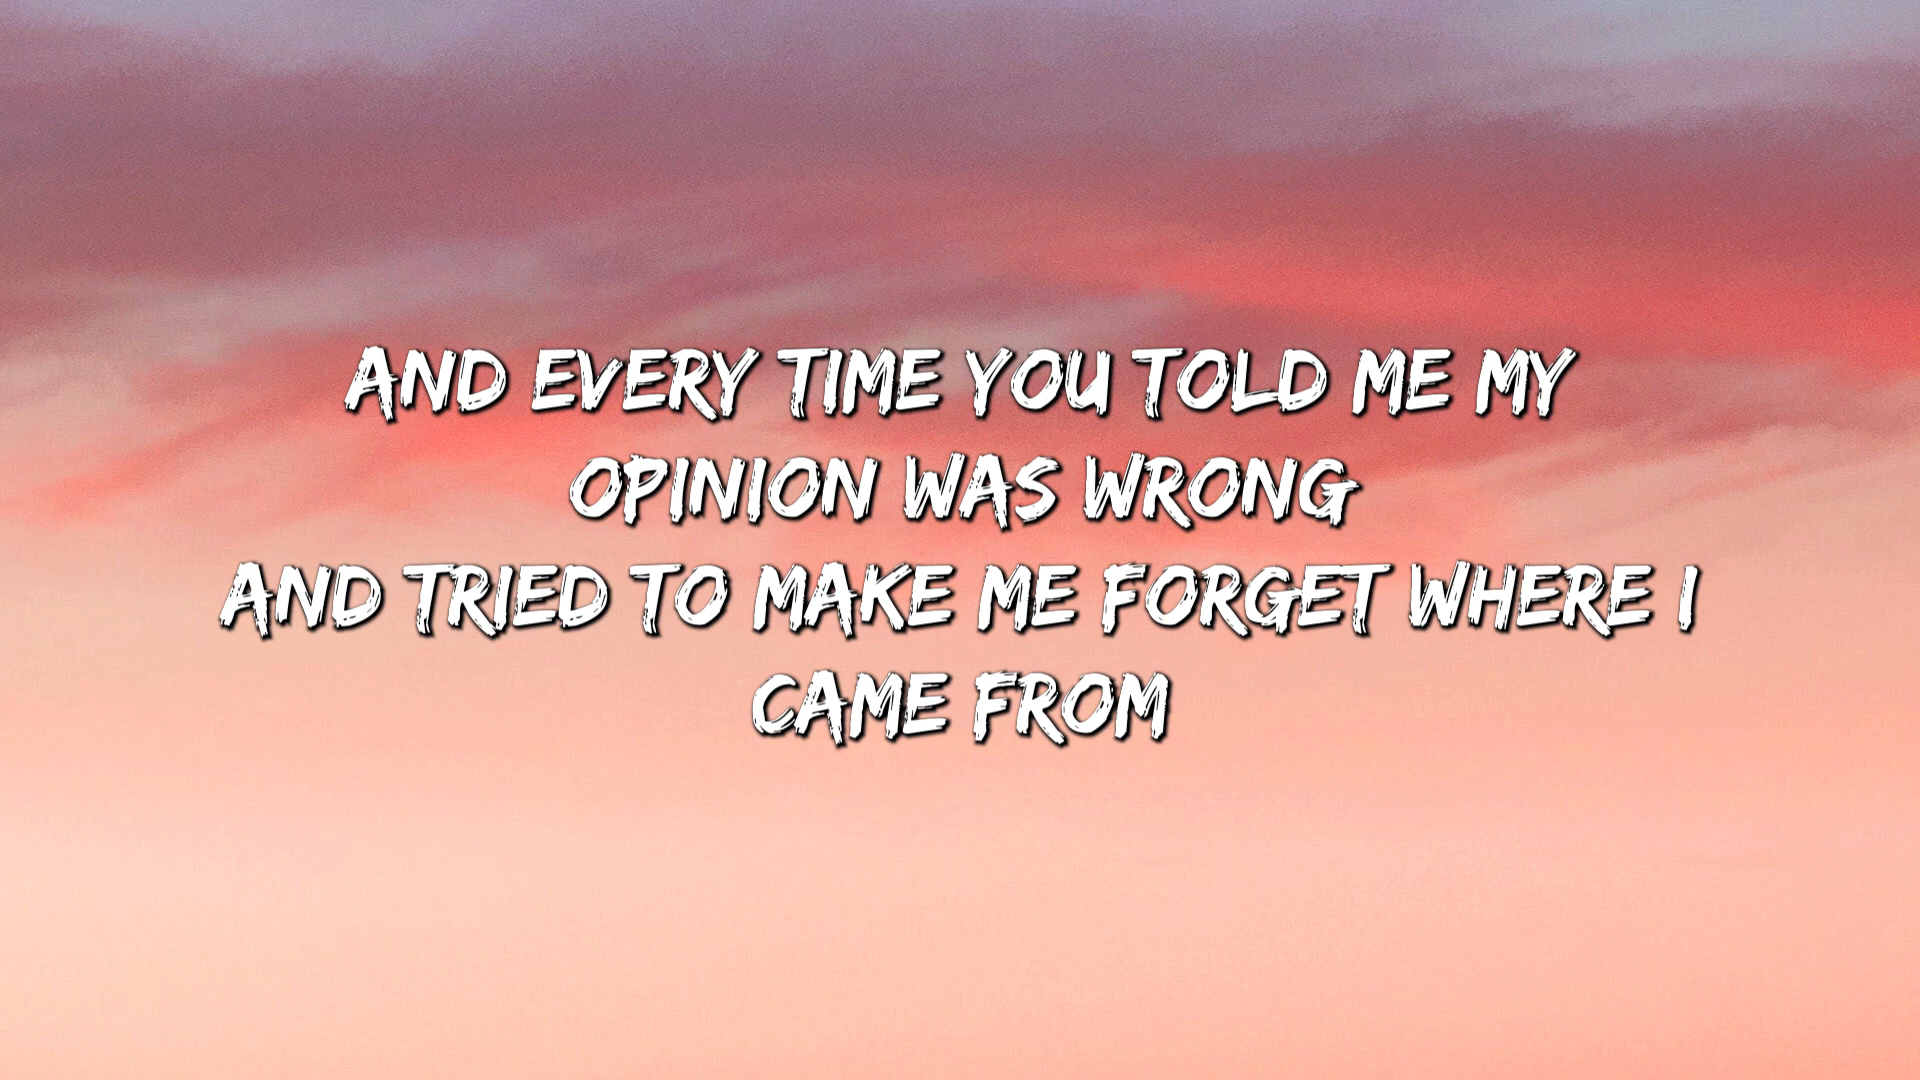 AND EVERY TIME YOU TOLD ME MY
OPINION WAS WRONG
AND TRIED TO MAKE ME FORGET WHERE I
CAME FROM